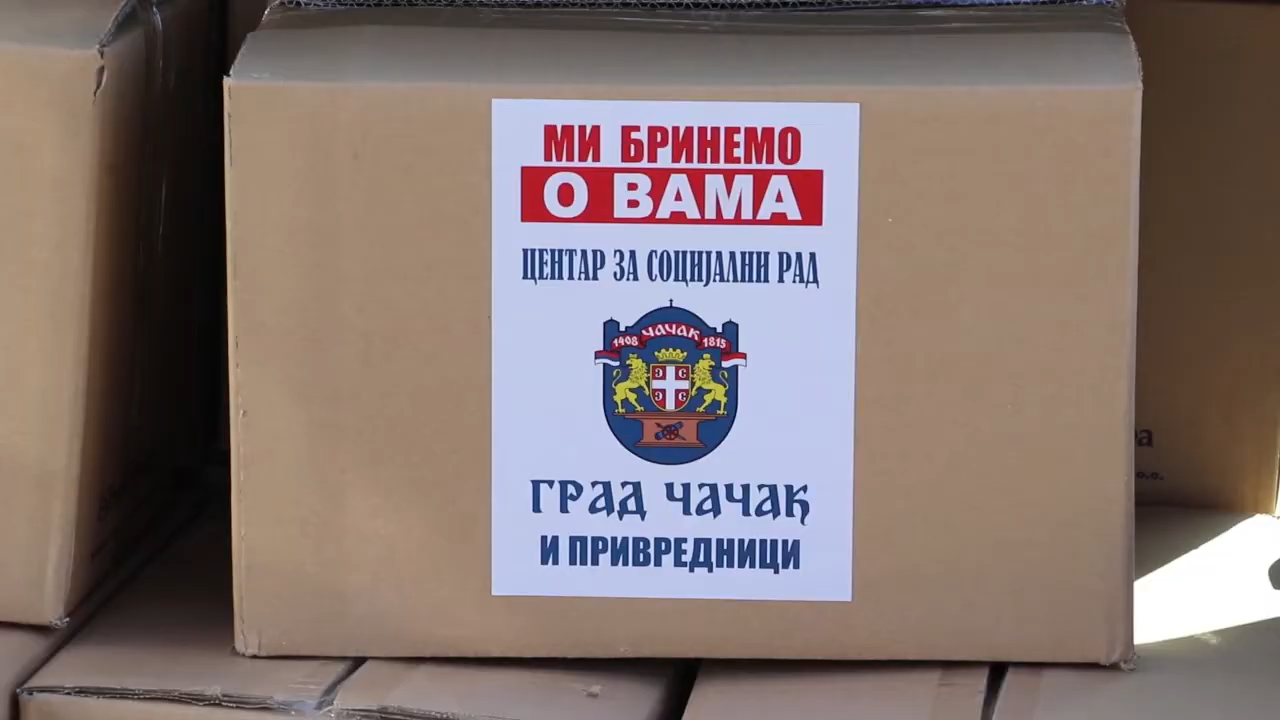 МИ БРИНЕМО
О ВАМА
ЦЕНТАР ЗА СОЦИЈАЛНИ РАД
ЧАЧАК
1408 1815
ГРАД ЧАЧАК
И ПРИВРЕДНИЦИ